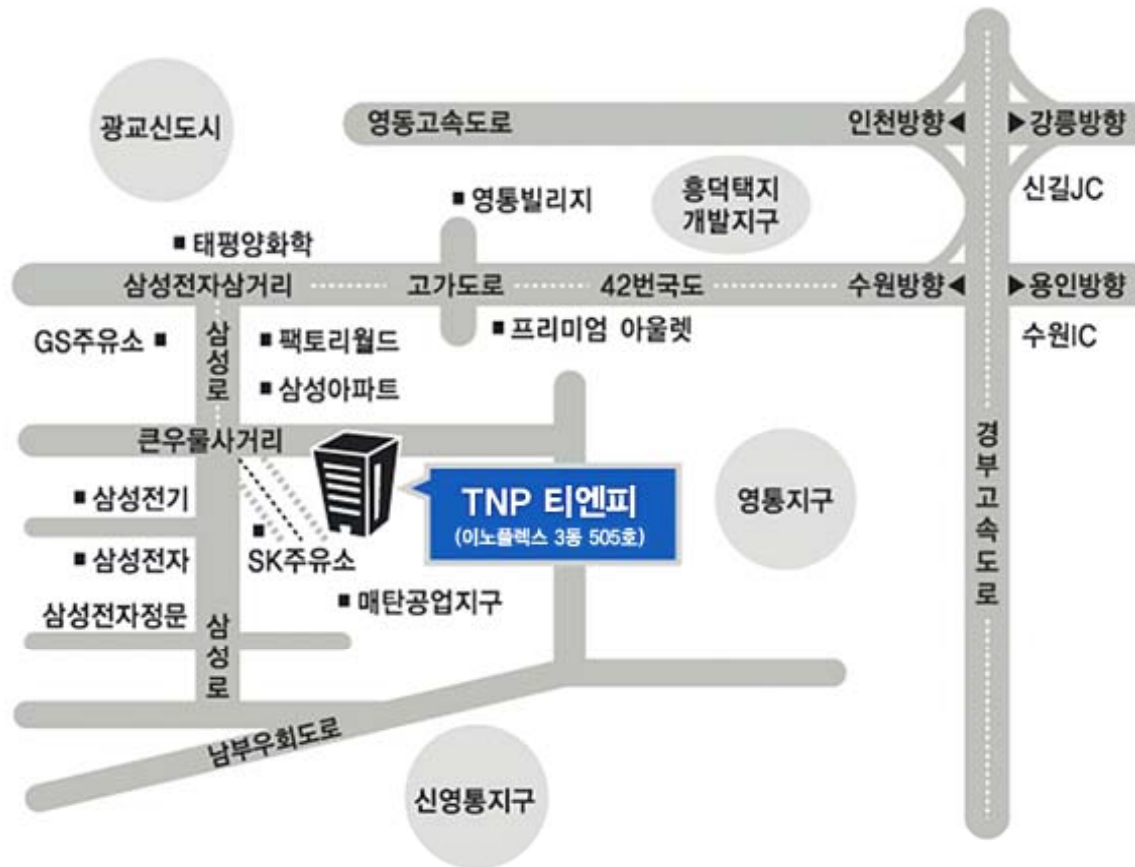 광교신도시
영동고속도로
인천방향◀
▶강릉방향
신길JC
흥덕택지
개발지구
■ 영통빌리지
■ 태평양화학
삼성전자삼거리
고가도로
42번국도
수원방향◀
▶용인방향
수원IC
GS주유소 ■
삼성로
■ 팩토리월드
■ 삼성아파트
■ 프리미엄 아울렛
큰우물사거리
경부고속도로
TNP 티엔피
(이노플렉스 3동 505호)
영통지구
■ 삼성전기
■ 삼성전자
SK주유소
■ 매탄공업지구
삼성전자정문
삼성로
남부우회도로
신영통지구